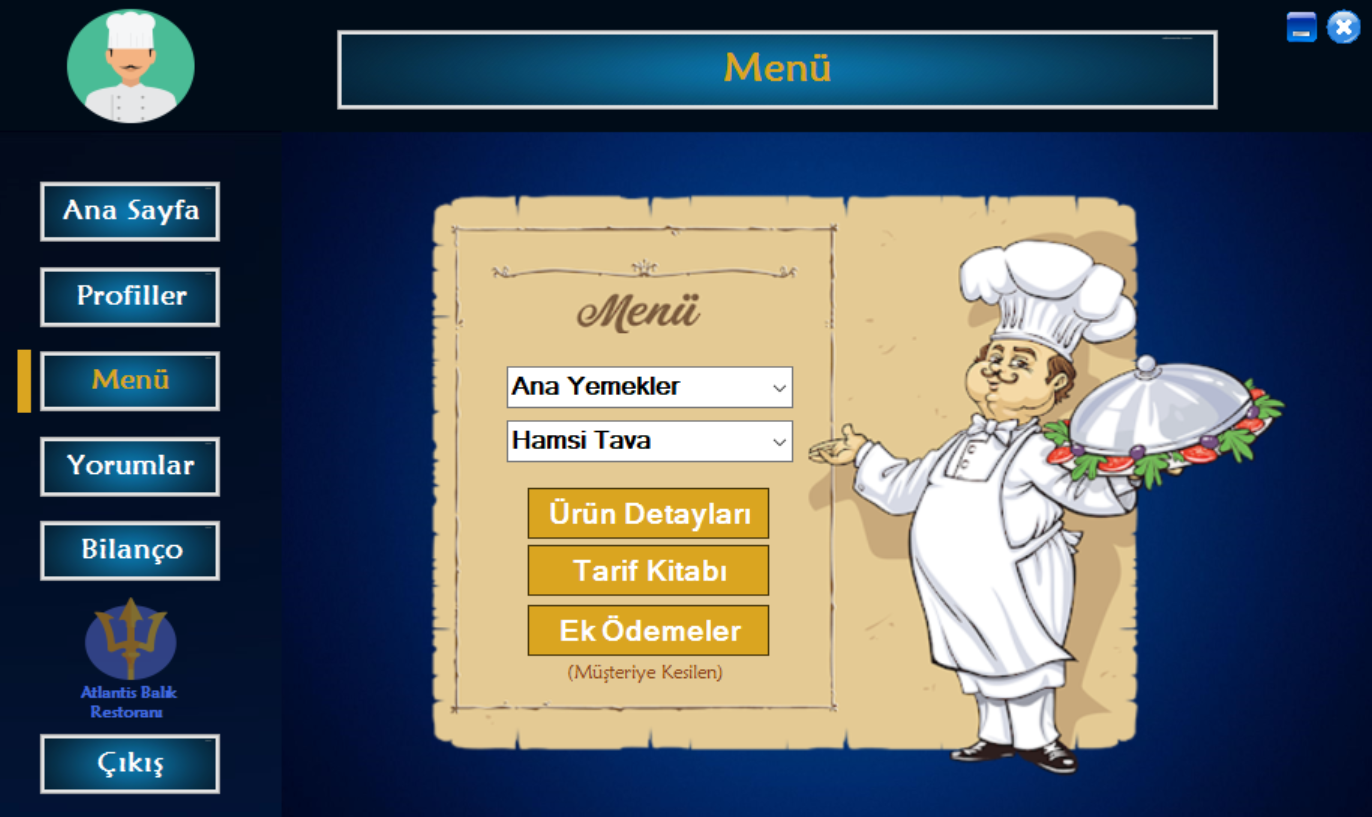 Menü
Ana Sayfa
Profiller
Menü
Yorumlar
Bilanço
Atlantis Balık
Restoranı
Çıkış
Menü
Ana Yemekler
Hamsi Tava
Ürün Detayları
Tarif Kitabı
Ek Ödemeler
(Müşteriye Kesilen)